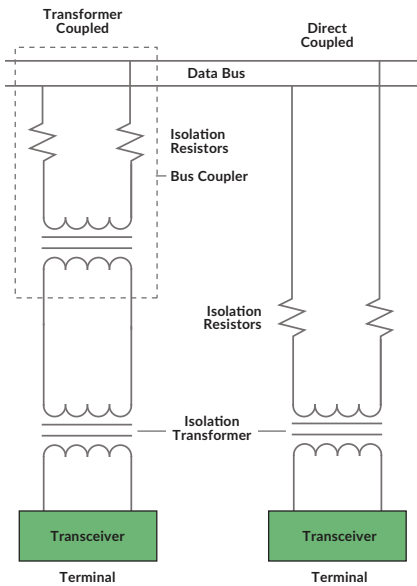 Transformer
Coupled
Direct
Coupled
Data Bus
Isolation
Resistors
Bus Coupler
Isolation
Resistors
Isolation
Transformer
Transceiver
Transceiver
Terminal
Terminal